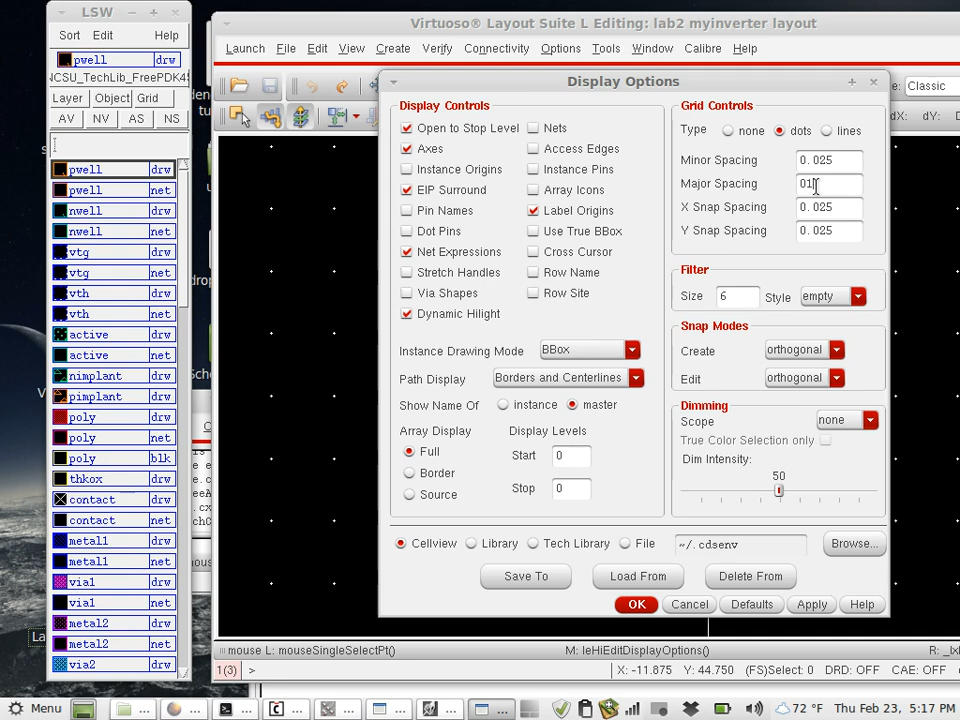 LSW
Sort Edit Help
pwell drw
NCSU_TechLib_FreePDK45
Layer Object Grid
AV NV AS NS
pwell drw
pwell net
nwell drw
nwell net
vtg drw
vtg net
vth drw
vth net
active drw
active net
nimplant drw
pimplant drw
poly drw
poly net
poly blk
thkox drw
contact drw
contact net
metal1 drw
metal1 net
via1 drw
via1 net
metal2 drw
metal2 net
via2 drw
Virtuoso® Layout Suite L Editing: lab2 myinverter layout
Launch File Edit View Create Verify Connectivity Options Tools Window Calibre Help
Classic
dX: dY:
Display Options
Display Controls
Open to Stop Level Nets
Axes Access Edges
Instance Origins Instance Pins
EIP Surround Array Icons
Pin Names Label Origins
Dot Pins Use True BBox
Net Expressions Cross Cursor
Stretch Handles Row Name
Via Shapes Row Site
Dynamic Hilight
Instance Drawing Mode BBox
Path Display Borders and Centerlines
Show Name Of instance master
Array Display Display Levels
Full Start 0
Border
Source Stop 0
Grid Controls
Type none dots lines
Minor Spacing 0.025
Major Spacing 01
X Snap Spacing 0.025
Y Snap Spacing 0.025
Filter
Size 6 Style empty
Snap Modes
Create orthogonal
Edit orthogonal
Dimming
Scope none
True Color Selection only
Dim Intensity:
50
Cellview Library Tech Library File ~/.cdsenv Browse...
Save To Load From Delete From
OK Cancel Defaults Apply Help
mouse L: mouseSingleSelectPt() M: leHiEditDisplayOptions()
1(3) > X: -11.875 Y: 44.750 (FS)Select: 0 DRD: OFF CAE: OFF
Menu 72 °F Thu Feb 23, 5:17 PM